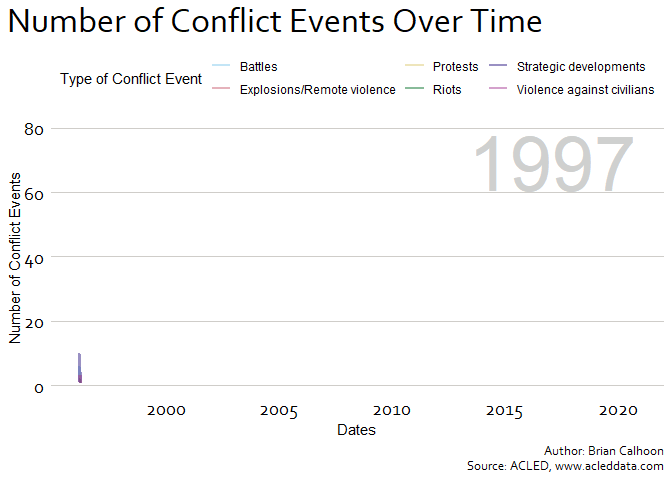 Number of Conflict Events Over Time
Type of Conflict Event
Battles
Protests
Strategic developments
Explosions/Remote violence
Riots
Violence against civilians
1997
Number of Conflict Events
80
60
40
20
0
2000 2005 2010 2015 2020
Dates
Author: Brian Calhoon
Source: ACLED, www.acleddata.com